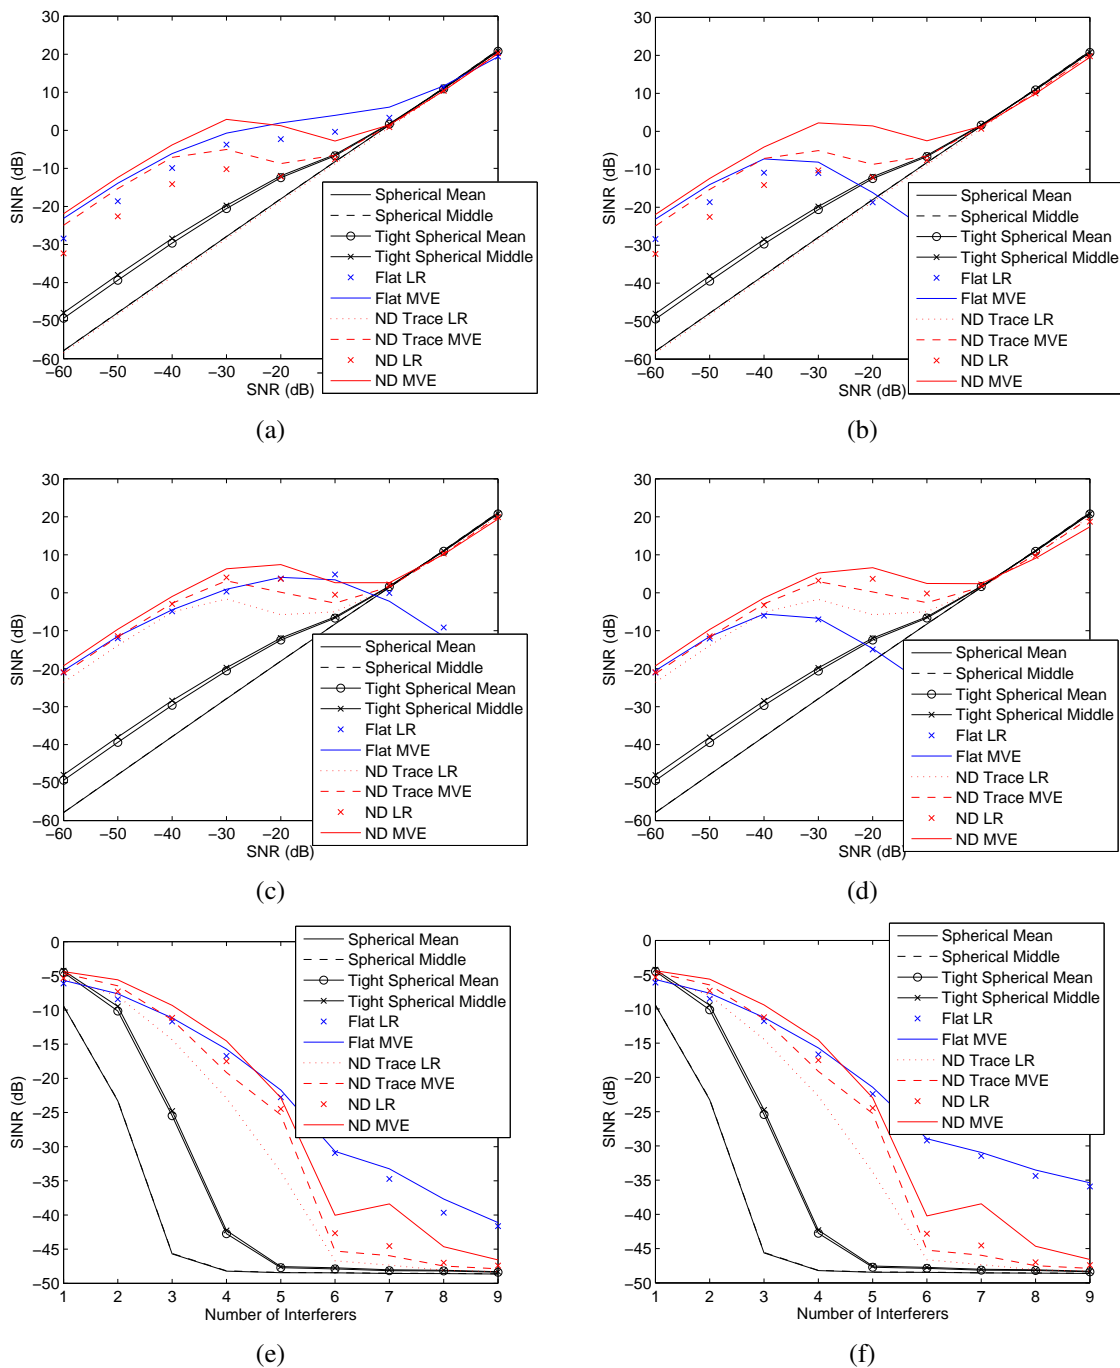 30
20
10
0
−10
−20
−30
−40
−50
−60
−60 −50 −40 −30 −20
SINR (dB)
SNR (dB)
Spherical Mean
Spherical Middle
Tight Spherical Mean
Tight Spherical Middle
Flat LR
Flat MVE
ND Trace LR
ND Trace MVE
ND LR
ND MVE
(a)
30
20
10
0
−10
−20
−30
−40
−50
−60
−60 −50 −40 −30 −20
SINR (dB)
SNR (dB)
Spherical Mean
Spherical Middle
Tight Spherical Mean
Tight Spherical Middle
Flat LR
Flat MVE
ND Trace LR
ND Trace MVE
ND LR
ND MVE
(b)
30
20
10
0
−10
−20
−30
−40
−50
−60
−60 −50 −40 −30 −20
SINR (dB)
SNR (dB)
Spherical Mean
Spherical Middle
Tight Spherical Mean
Tight Spherical Middle
Flat LR
Flat MVE
ND Trace LR
ND Trace MVE
ND LR
ND MVE
(c)
30
20
10
0
−10
−20
−30
−40
−50
−60
−60 −50 −40 −30 −20
SINR (dB)
SNR (dB)
Spherical Mean
Spherical Middle
Tight Spherical Mean
Tight Spherical Middle
Flat LR
Flat MVE
ND Trace LR
ND Trace MVE
ND LR
ND MVE
(d)
0
−5
−10
−15
−20
−25
−30
−35
−40
−45
−50
1 2 3 4 5 6 7 8 9
SINR (dB)
Number of Interferers
Spherical Mean
Spherical Middle
Tight Spherical Mean
Tight Spherical Middle
Flat LR
Flat MVE
ND Trace LR
ND Trace MVE
ND LR
ND MVE
(e)
0
−5
−10
−15
−20
−25
−30
−35
−40
−45
−50
1 2 3 4 5 6 7 8 9
SINR (dB)
Number of Interferers
Spherical Mean
Spherical Middle
Tight Spherical Mean
Tight Spherical Middle
Flat LR
Flat MVE
ND Trace LR
ND Trace MVE
ND LR
ND MVE
(f)